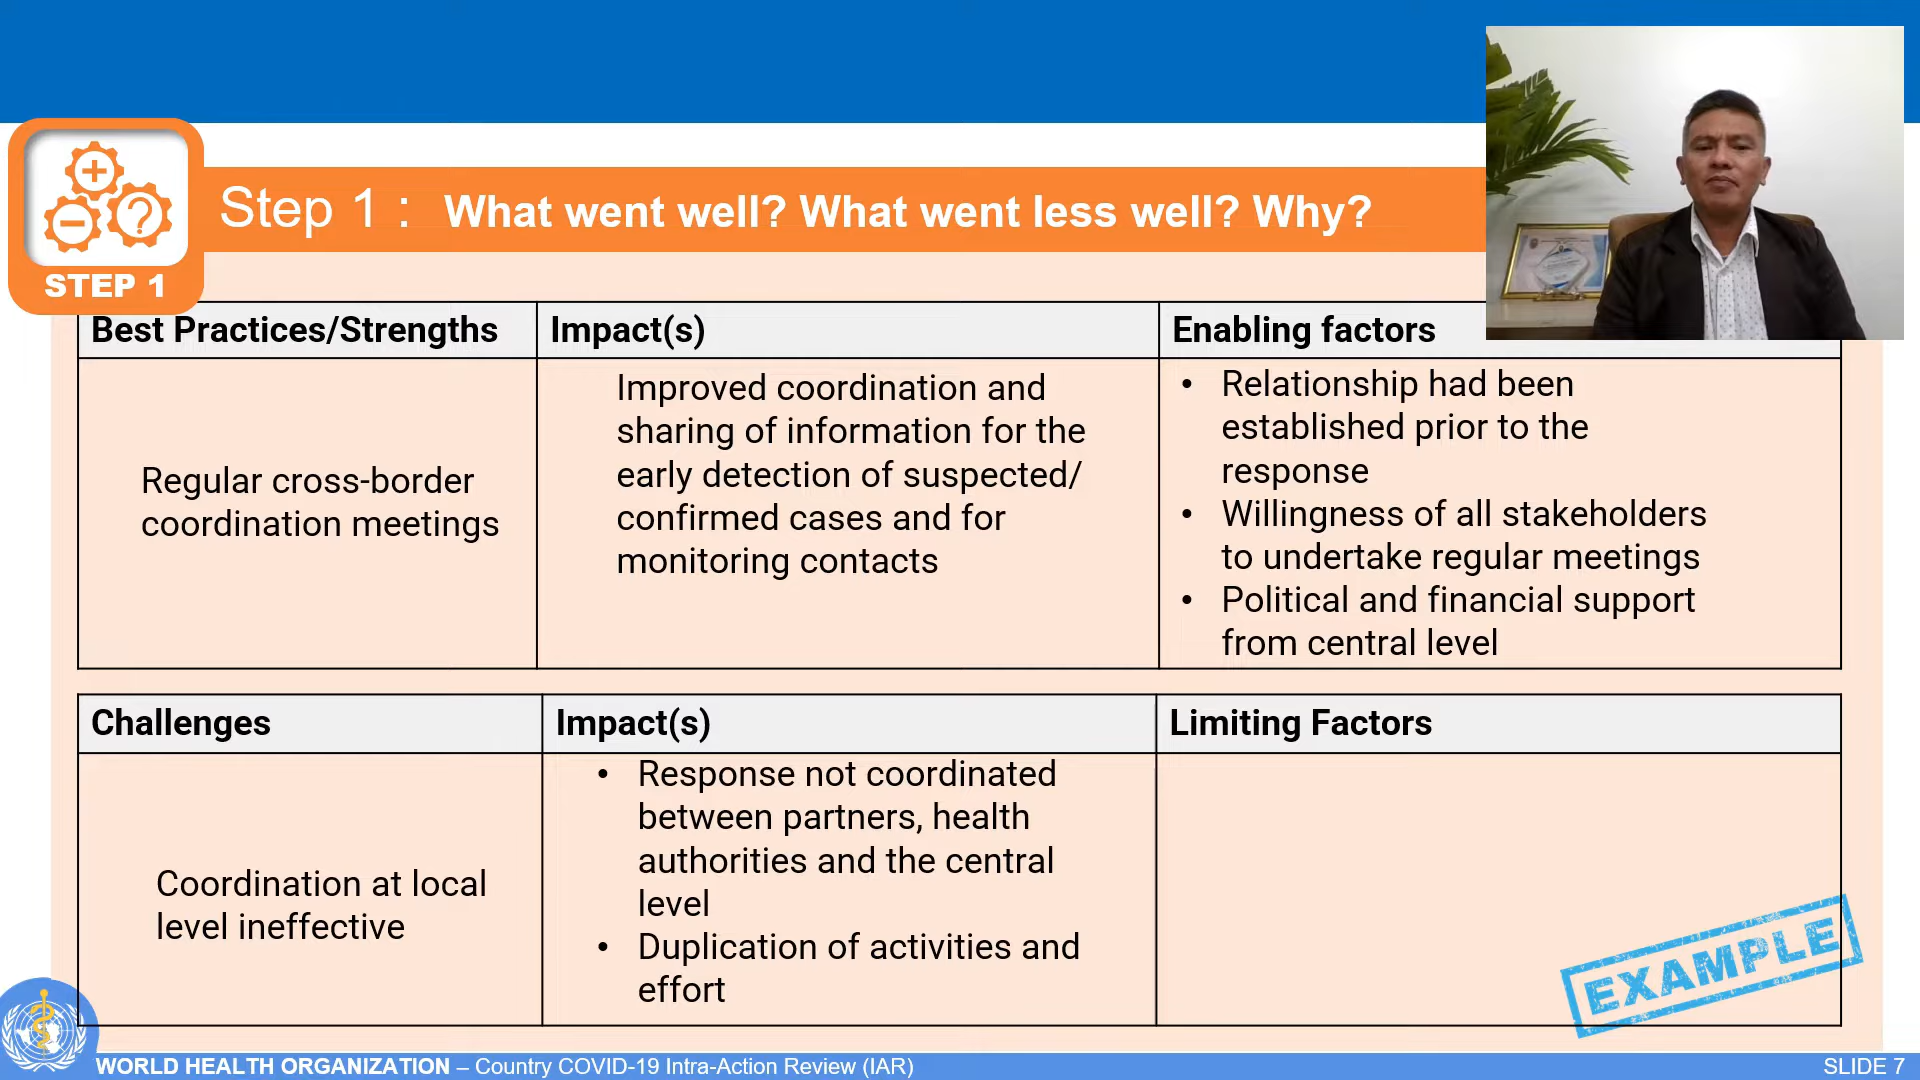 Step 1 : What went well? What went less well? Why?
STEP 1
Best Practices/Strengths
Impact(s)
Enabling factors
Regular cross-border
coordination meetings
Improved coordination and
sharing of information for the
early detection of suspected/
confirmed cases and for
monitoring contacts
• Relationship had been
established prior to the
response
• Willingness of all stakeholders
to undertake regular meetings
• Political and financial support
from central level
Challenges
Impact(s)
Limiting Factors
Coordination at local
level ineffective
• Response not coordinated
between partners, health
authorities and the central
level
• Duplication of activities and
effort
EXAMPLE
WORLD HEALTH ORGANIZATION – Country COVID-19 Intra-Action Review (IAR)
SLIDE 7